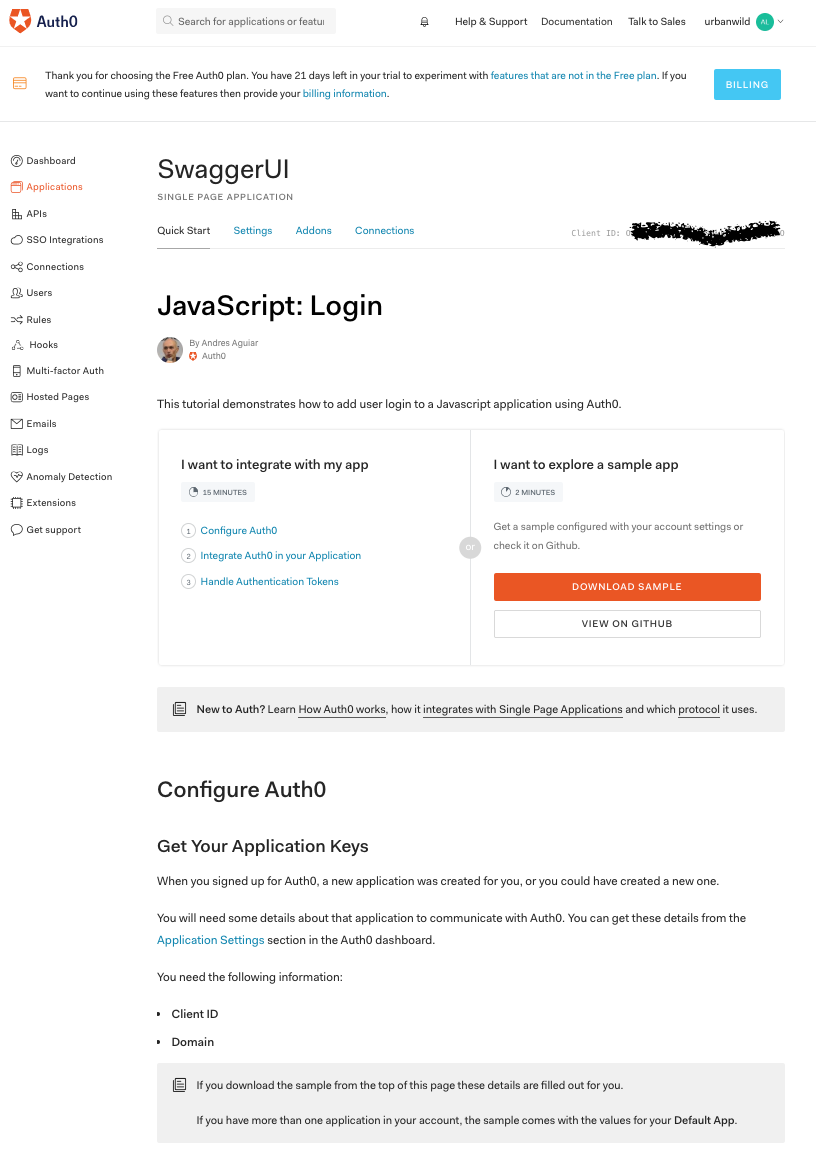 Auth0
Search for applications or featu
Help & Support
Documentation
Talk to Sales
urbanwild
AL
Thank you for choosing the Free Auth0 plan. You have 21 days left in your trial to experiment with features that are not in the Free plan. If you
want to continue using these features then provide your billing information.
BILLING
Dashboard
Applications
APIs
SSO Integrations
Connections
Users
Rules
Hooks
Multi-factor Auth
Hosted Pages
Emails
Logs
Anomaly Detection
Extensions
Get support
SwaggerUI
SINGLE PAGE APPLICATION
Quick Start
Settings
Addons
Connections
Client ID:
JavaScript: Login
By Andres Aguiar
Auth0
This tutorial demonstrates how to add user login to a Javascript application using Auth0.
I want to integrate with my app
15 MINUTES
1 Configure Auth0
2 Integrate Auth0 in your Application
3 Handle Authentication Tokens
or
I want to explore a sample app
2 MINUTES
Get a sample configured with your account settings or
check it on Github.
DOWNLOAD SAMPLE
VIEW ON GITHUB
New to Auth? Learn How Auth0 works, how it integrates with Single Page Applications and which protocol it uses.
Configure Auth0
Get Your Application Keys
When you signed up for Auth0, a new application was created for you, or you could have created a new one.
You will need some details about that application to communicate with Auth0. You can get these details from the
Application Settings section in the Auth0 dashboard.
You need the following information:
• Client ID
• Domain
If you download the sample from the top of this page these details are filled out for you.
If you have more than one application in your account, the sample comes with the values for your Default App.